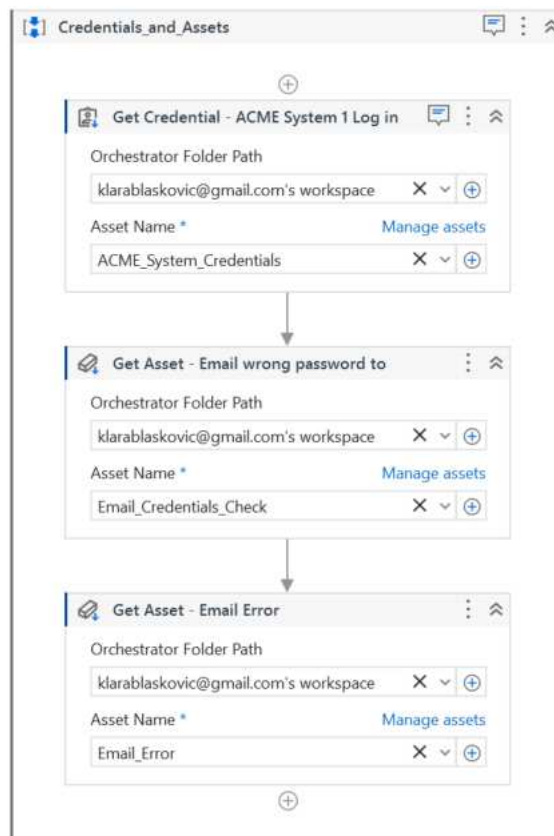 Credentials_and_Assets
Get Credential - ACME System 1 Log in
Orchestrator Folder Path
klarablaskovic@gmail.com's workspace
Asset Name * Manage assets
ACME_System_Credentials
Get Asset - Email wrong password to
Orchestrator Folder Path
klarablaskovic@gmail.com's workspace
Asset Name * Manage assets
Email_Credentials_Check
Get Asset - Email Error
Orchestrator Folder Path
klarablaskovic@gmail.com's workspace
Asset Name * Manage assets
Email_Error